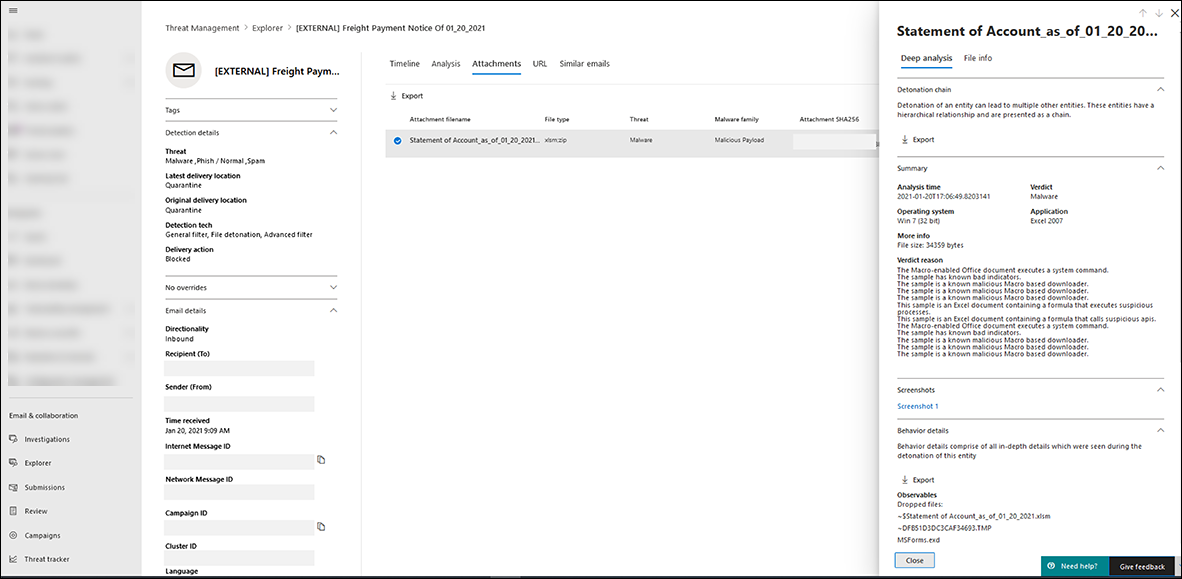 Threat Management > Explorer > [EXTERNAL] Freight Payment Notice Of 01_20_2021
[EXTERNAL] Freight Paym...
Tags
Detection details
Threat
Malware ,Phish / Normal ,Spam
Latest delivery location
Quarantine
Original delivery location
Quarantine
Detection tech
General filter, File detonation, Advanced filter
Delivery action
Blocked
No overrides
Email details
Directionality
Inbound
Recipient (To)
Sender (From)
Time received
Jan 20, 2021 9:09 AM
Internet Message ID
Network Message ID
Campaign ID
Cluster ID
Language
Email & collaboration
Investigations
Explorer
Submissions
Review
Campaigns
Threat tracker
Timeline Analysis Attachments URL Similar emails
Export
Attachment filename File type Threat Malware family Attachment SHA256
Statement of Account_as_of_01_20_2021... xlsm;zip Malware Malicious Payload
Statement of Account_as_of_01_20_20...
Deep analysis File info
Detonation chain
Detonation of an entity can lead to multiple other entities. These entities have a
hierarchical relationship and are presented as a chain.
Export
Summary
Analysis time Verdict
2021-01-20T17:06:49.8203141 Malware
Operating system Application
Win 7 (32 bit) Excel 2007
More info
File size: 34359 bytes
Verdict reason
The Macro-enabled Office document executes a system command.
The sample has known bad indicators.
The sample is a known malicious Macro based downloader.
The sample is a known malicious Macro based downloader.
The sample is a known malicious Macro based downloader.
This sample is an Excel document containing a formula that executes suspicious
processes.
This sample is an Excel document containing a formula that calls suspicious apis.
The Macro-enabled Office document executes a system command.
The sample has known bad indicators.
The sample is a known malicious Macro based downloader.
The sample is a known malicious Macro based downloader.
The sample is a known malicious Macro based downloader.
Screenshots
Screenshot 1
Behavior details
Behavior details comprise of all in-depth details which were seen during the
detonation of this entity
Export
Observables
Dropped files:
~$Statement of Account_as_of_01_20_2021.xlsm
~DFB51D3DC3CAF34693.TMP
MSForms.exd
Close
Need help? Give feedback